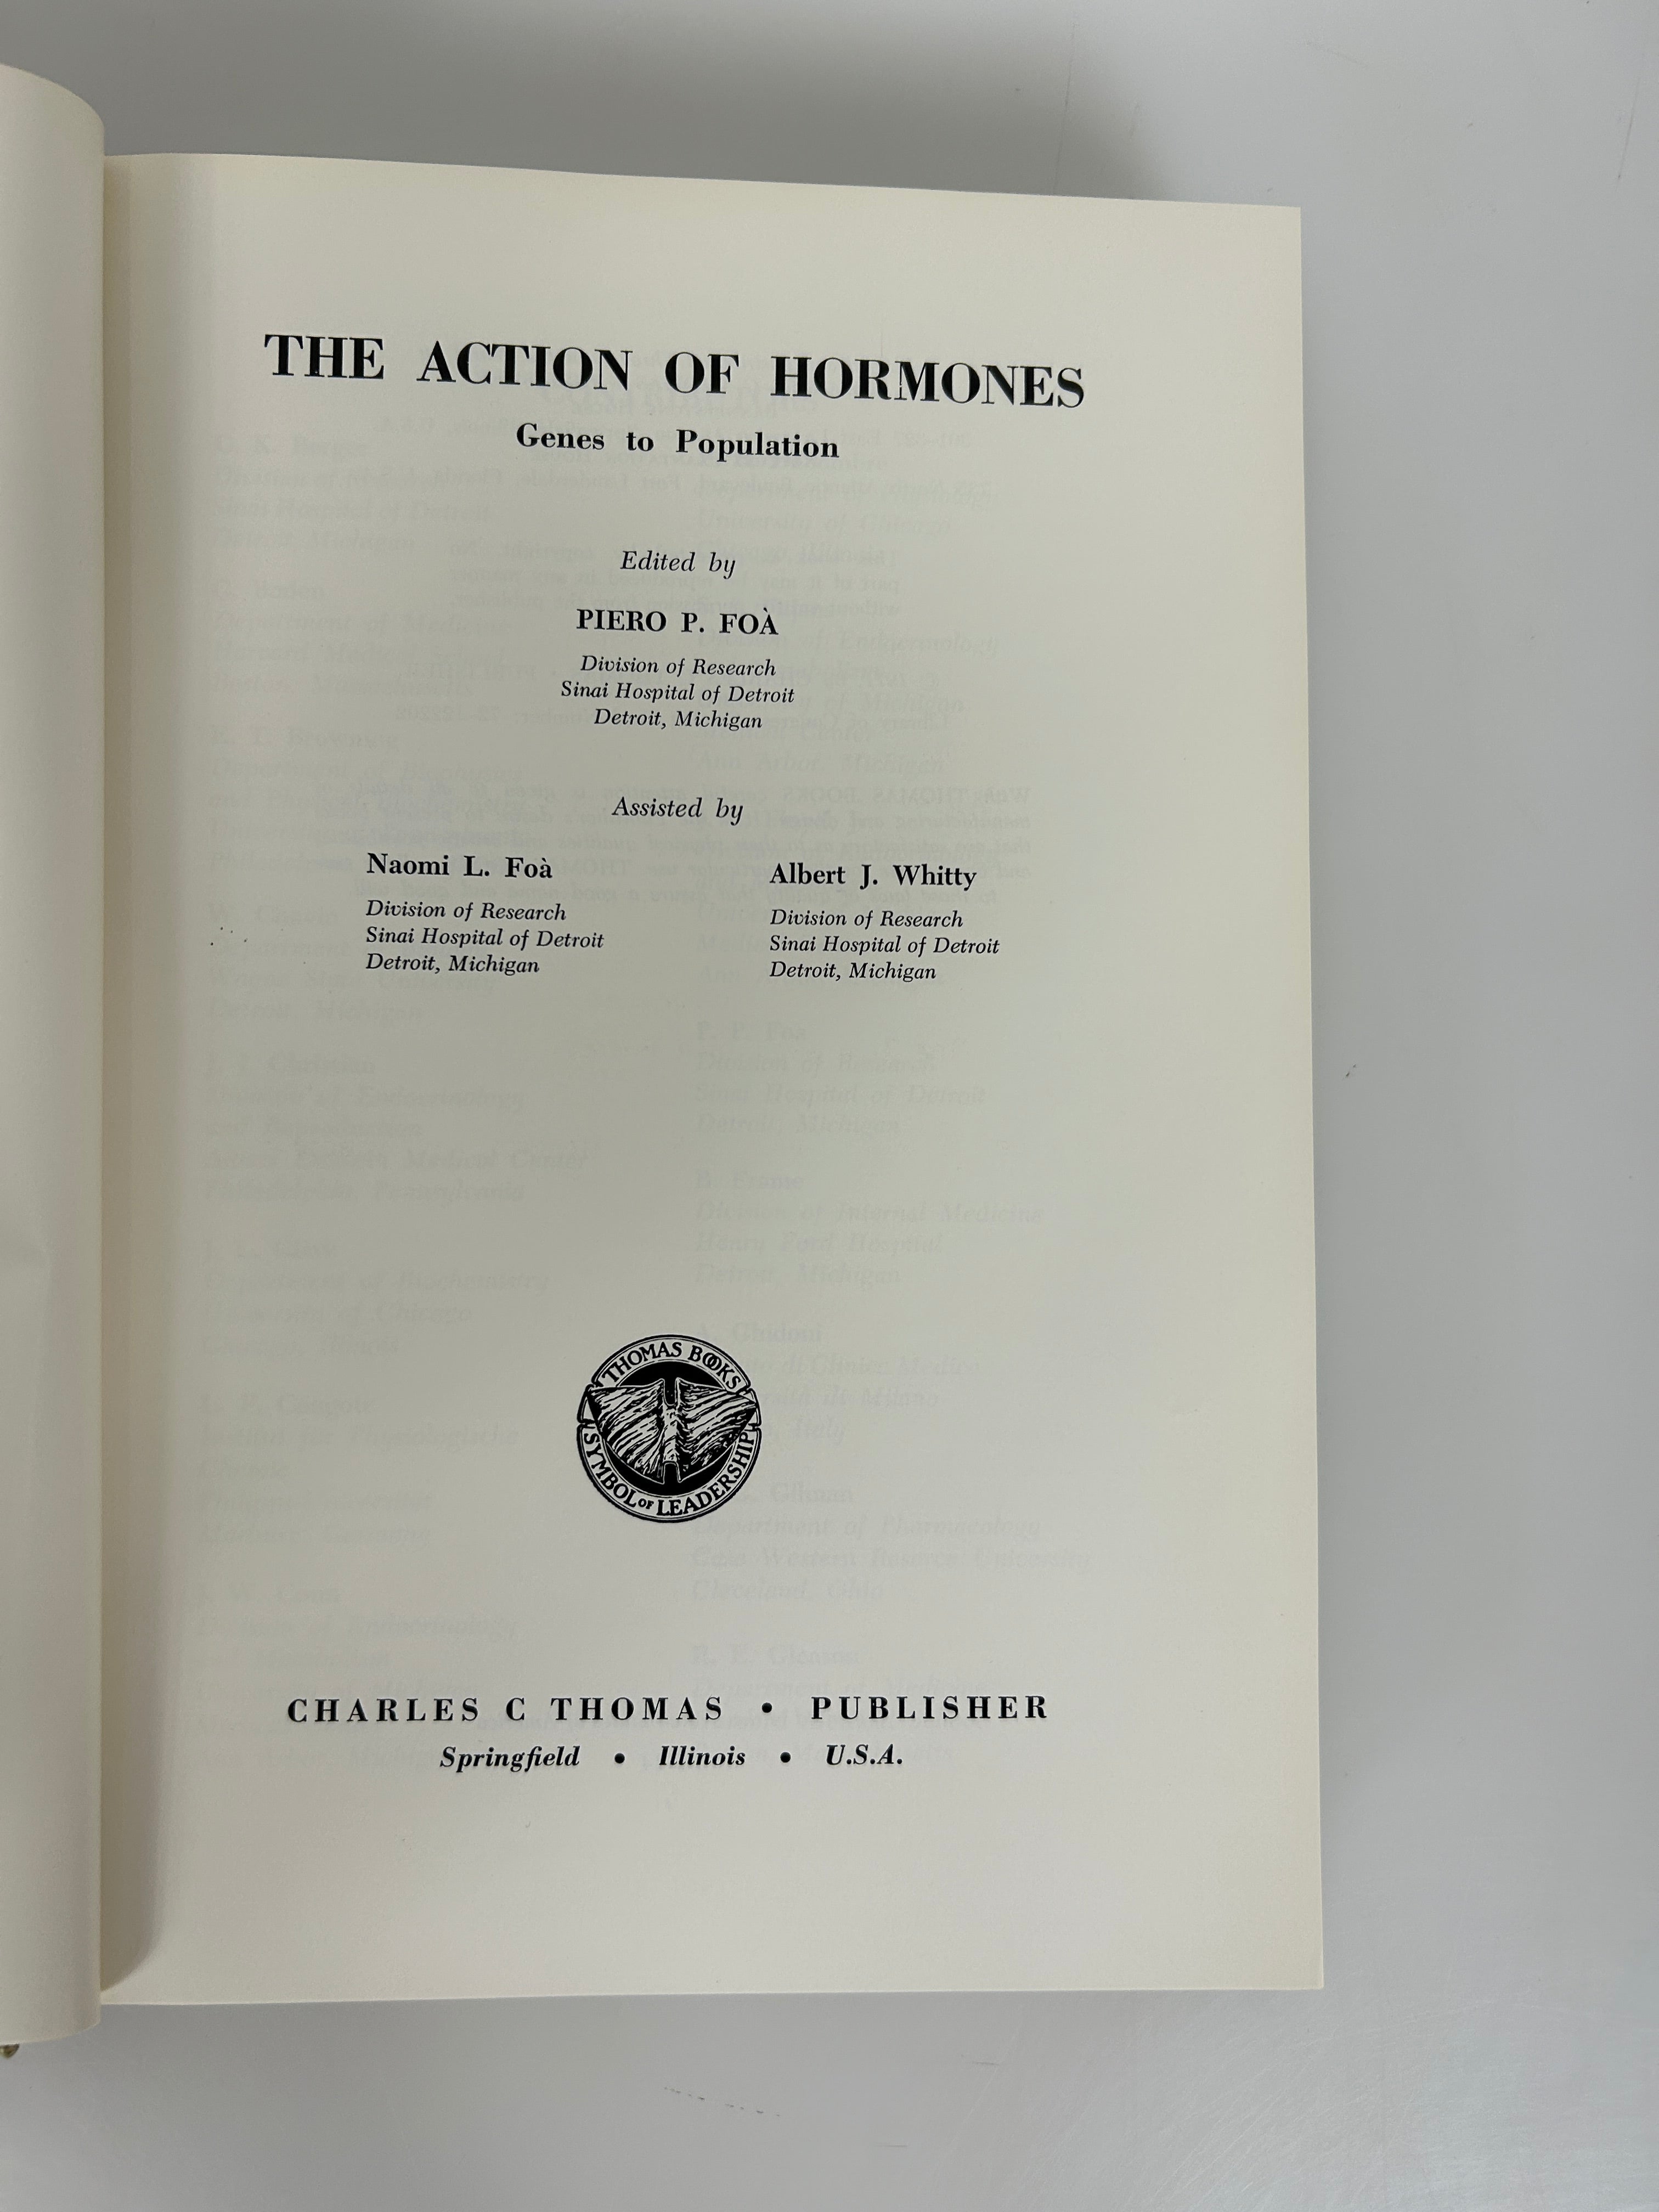 THE ACTION OF HORMONES
Genes to Population
Edited by
PIERO P. FOÀ
Division of Research
Sinai Hospital of Detroit
Detroit, Michigan
Assisted by
Naomi L. Foà
Division of Research
Sinai Hospital of Detroit
Detroit, Michigan
Albert J. Whitty
Division of Research
Sinai Hospital of Detroit
Detroit, Michigan
THOMAS BOOKS
SYMBOL OF LEADERSHIP
CHARLES C THOMAS • PUBLISHER
Springfield • Illinois • U.S.A.